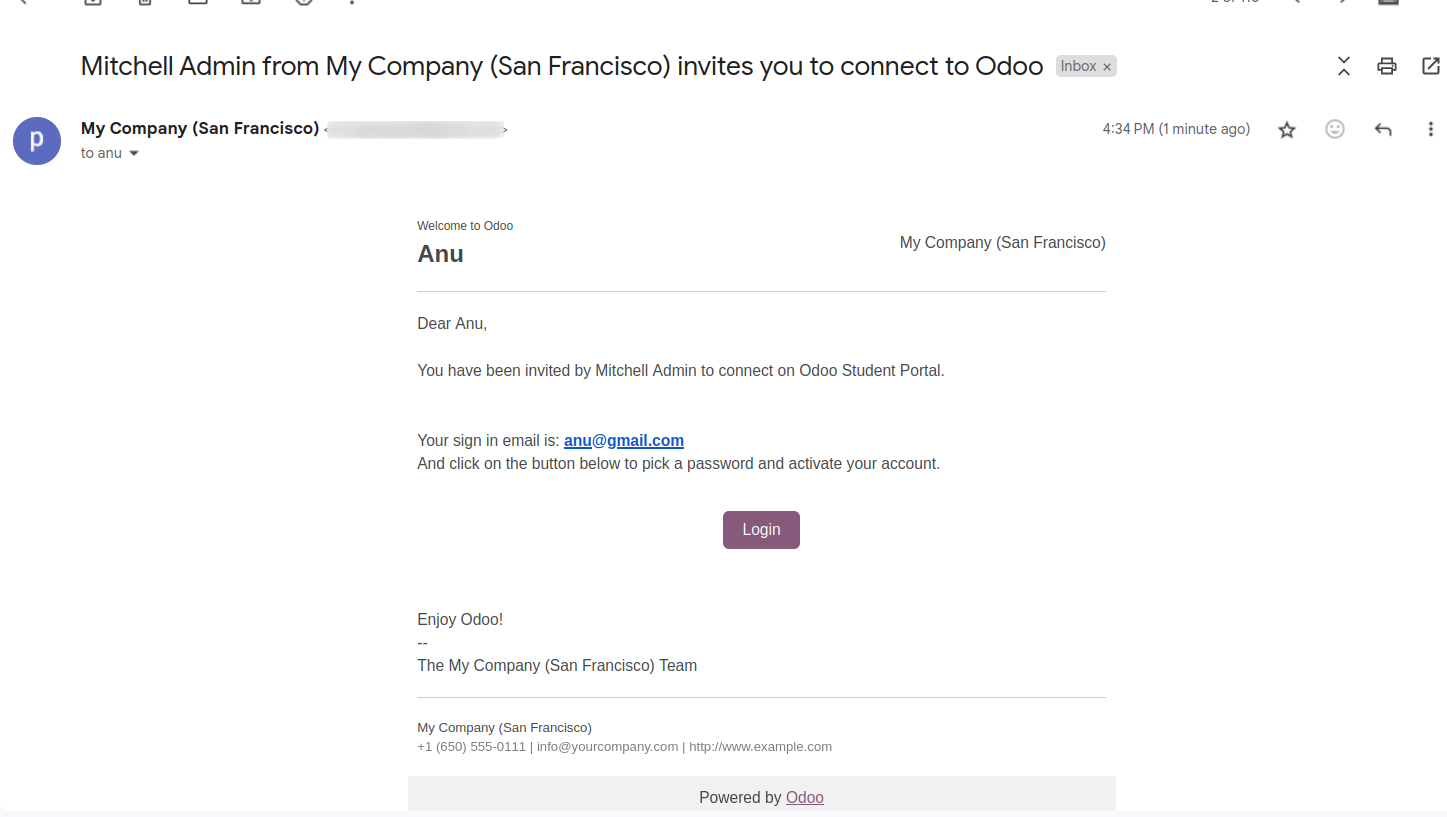 Mitchell Admin from My Company (San Francisco) invites you to connect to Odoo Inbox ×
p
My Company (San Francisco) < >
4:34 PM (1 minute ago)
to anu
Welcome to Odoo
Anu
My Company (San Francisco)
Dear Anu,
You have been invited by Mitchell Admin to connect on Odoo Student Portal.
Your sign in email is: anu@gmail.com
And click on the button below to pick a password and activate your account.
Login
Enjoy Odoo!
--
The My Company (San Francisco) Team
My Company (San Francisco)
+1 (650) 555-0111 | info@yourcompany.com | http://www.example.com
Powered by Odoo